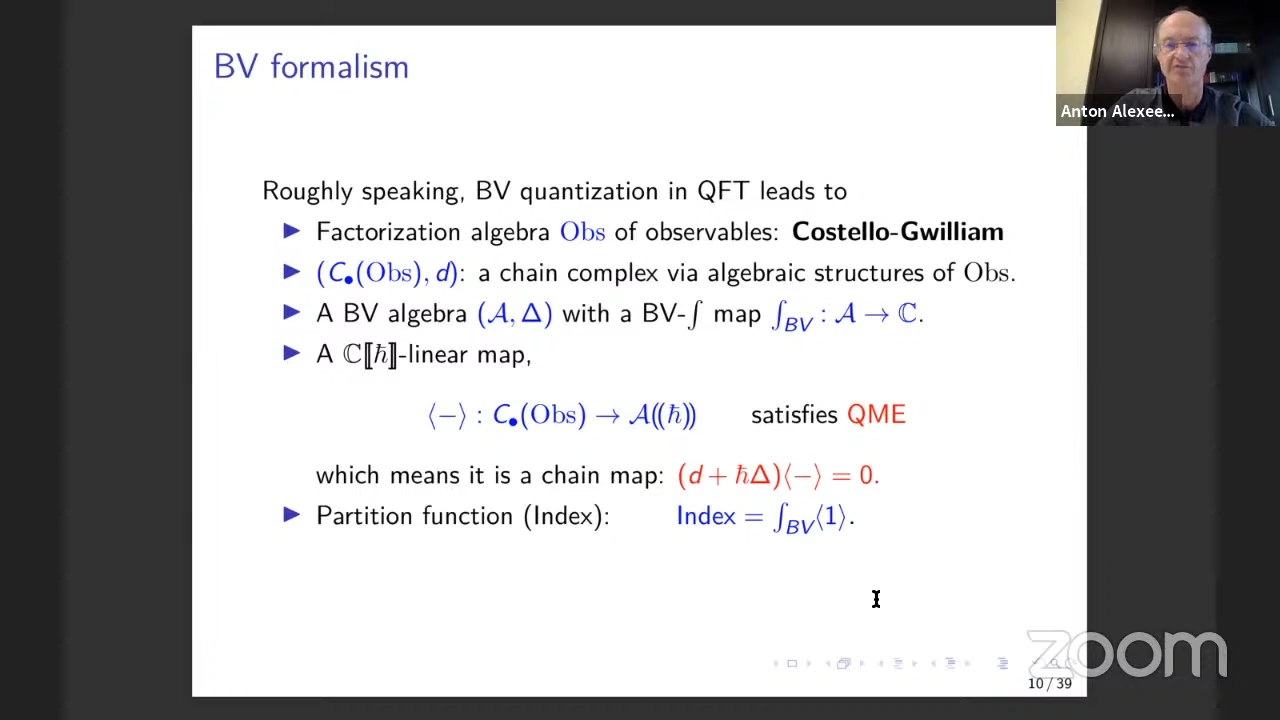 BV formalism
Anton Alexee...
Roughly speaking, BV quantization in QFT leads to
▶ Factorization algebra Obs of observables: Costello-Gwilliam
▶ (C•(Obs), d): a chain complex via algebraic structures of Obs.
▶ A BV algebra (𝒜, Δ) with a BV-∫ map ∫_BV : 𝒜 → ℂ.
▶ A ℂ⟦ħ⟧-linear map,
⟨−⟩ : C•(Obs) → 𝒜((ħ)) satisfies QME
which means it is a chain map: (d + ħΔ)⟨−⟩ = 0.
▶ Partition function (Index): Index = ∫_BV⟨1⟩.
zoom
10 / 39